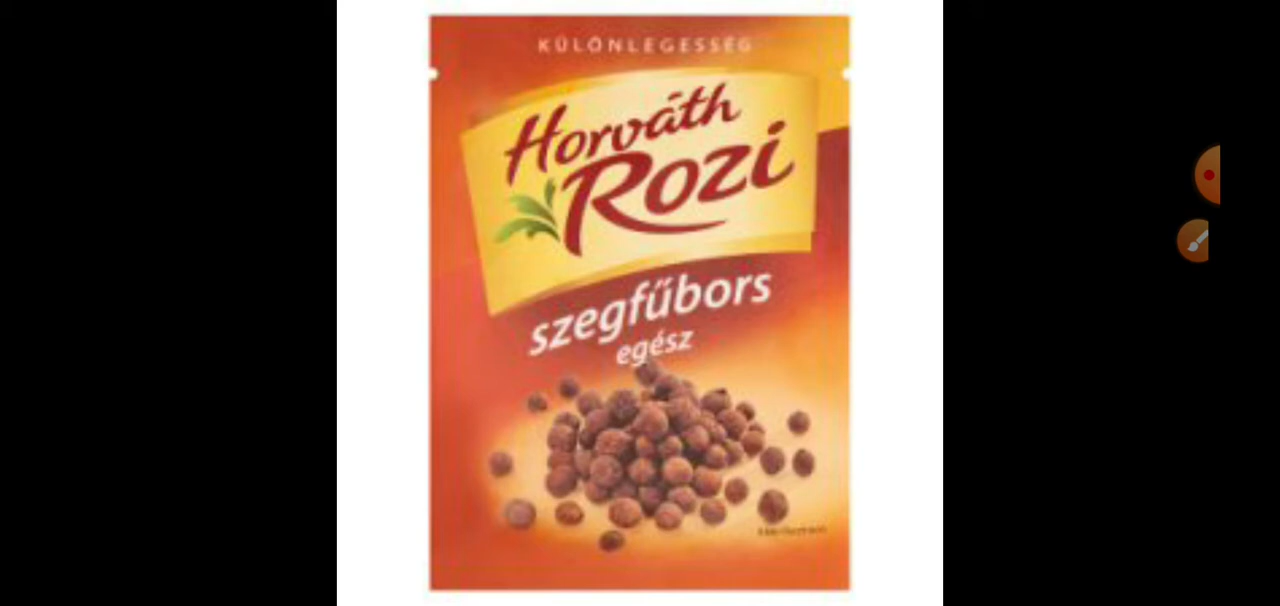 KÜLÖNLEGESSÉG
Horváth
Rozi
szegfűbors
egész